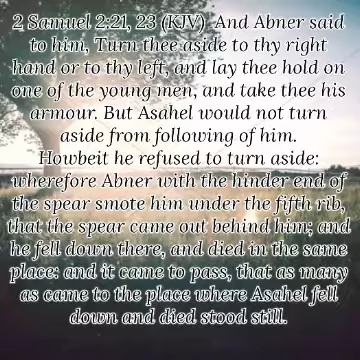 2 Samuel 2:21, 23 (KJV)  And Abner said
to him, Turn thee aside to thy right
hand or to thy left, and lay thee hold on
one of the young men, and take thee his
armour. But Asahel would not turn
aside from following of him.
Howbeit he refused to turn aside:
wherefore Abner with the hinder end of
the spear smote him under the fifth rib,
that the spear came out behind him; and
he fell down there, and died in the same
place: and it came to pass, that as many
as came to the place where Asahel fell
down and died stood still.